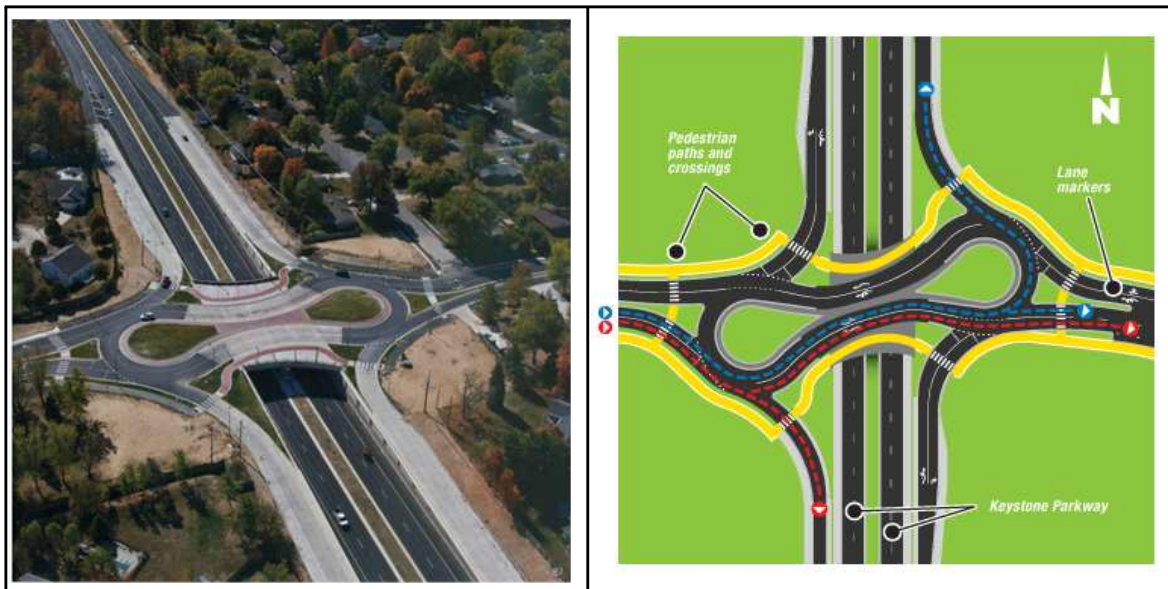 N
Pedestrian
paths and
crossings
Lane
markers
Keystone Parkway